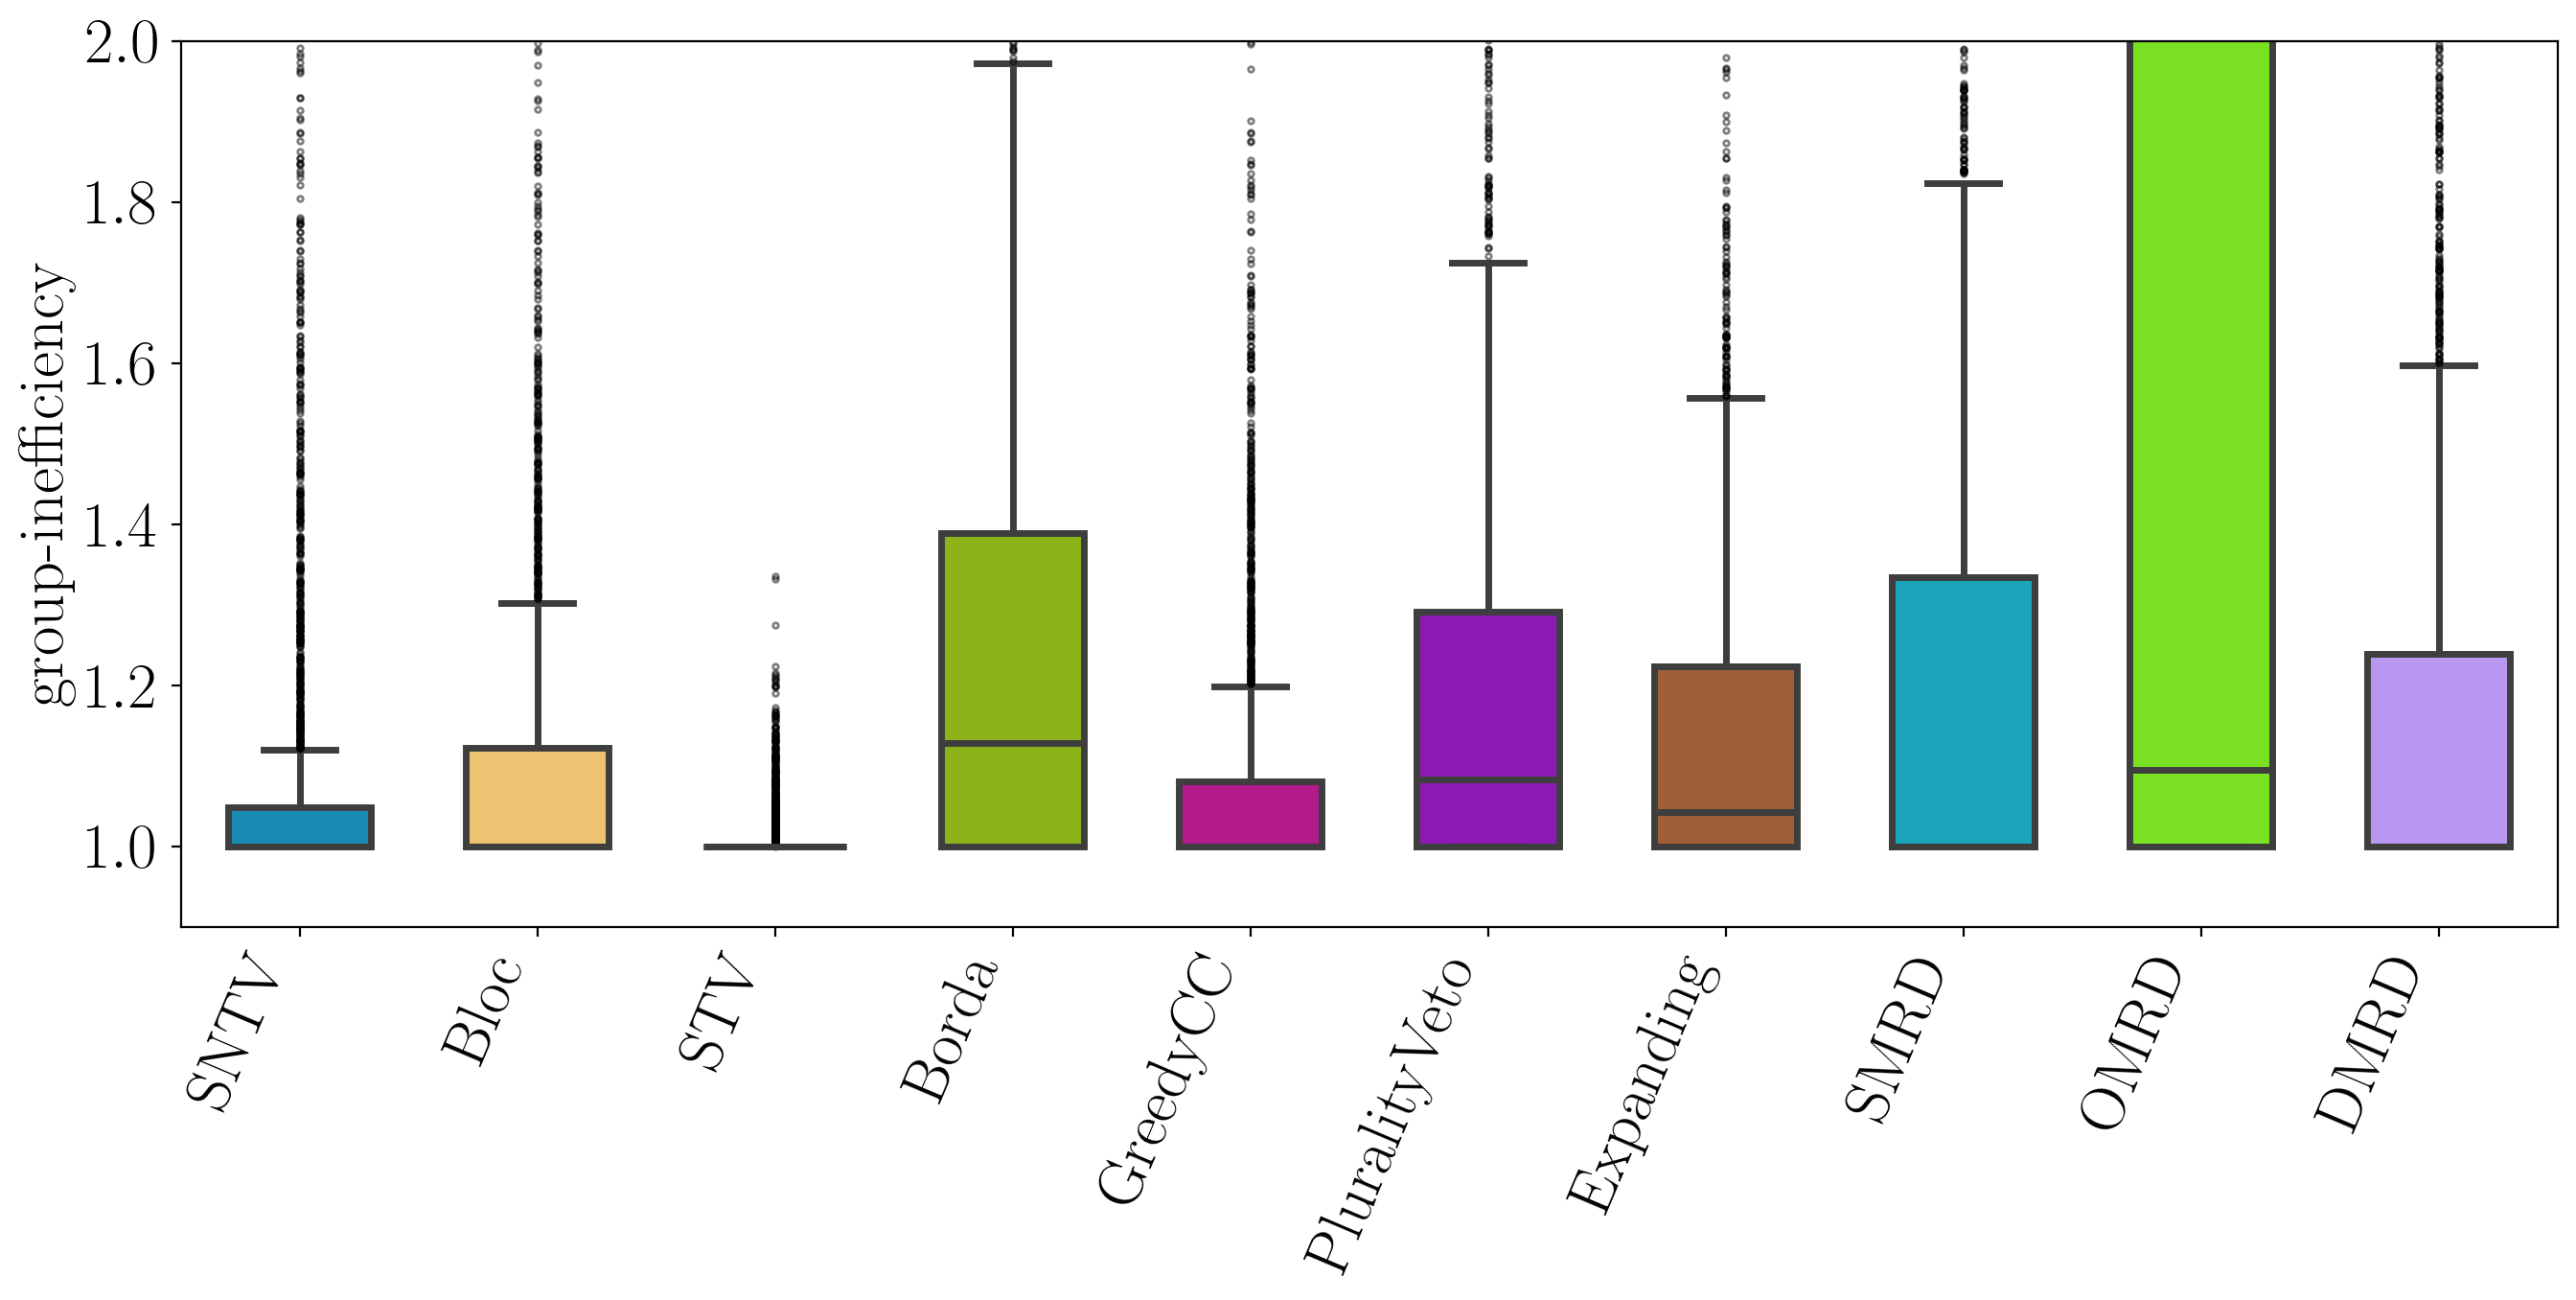 group-inefficiency
2.0
1.8
1.6
1.4
1.2
1.0
SNTV
Bloc
STV
Borda
GreedyCC
PluralityVeto
Expanding
SMRD
OMRD
DMRD